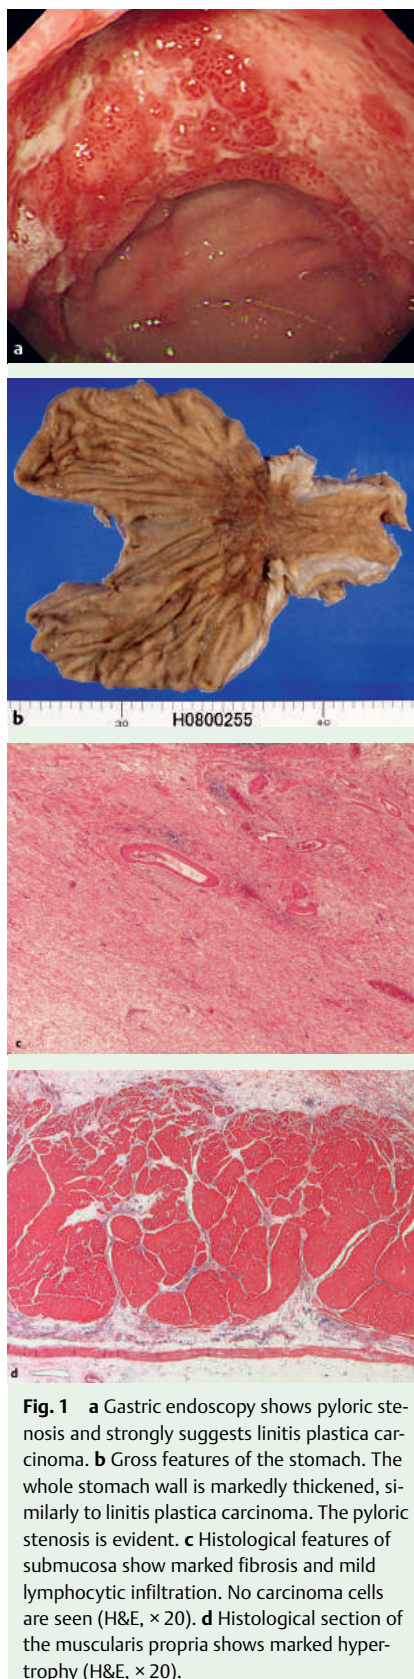 a
b
30
H0800255
40
c
d
Fig. 1 a Gastric endoscopy shows pyloric ste-
nosis and strongly suggests linitis plastica car-
cinoma. b Gross features of the stomach. The
whole stomach wall is markedly thickened, si-
milarly to linitis plastica carcinoma. The pyloric
stenosis is evident. c Histological features of
submucosa show marked fibrosis and mild
lymphocytic infiltration. No carcinoma cells
are seen (H&E, × 20). d Histological section of
the muscularis propria shows marked hyper-
trophy (H&E, × 20).